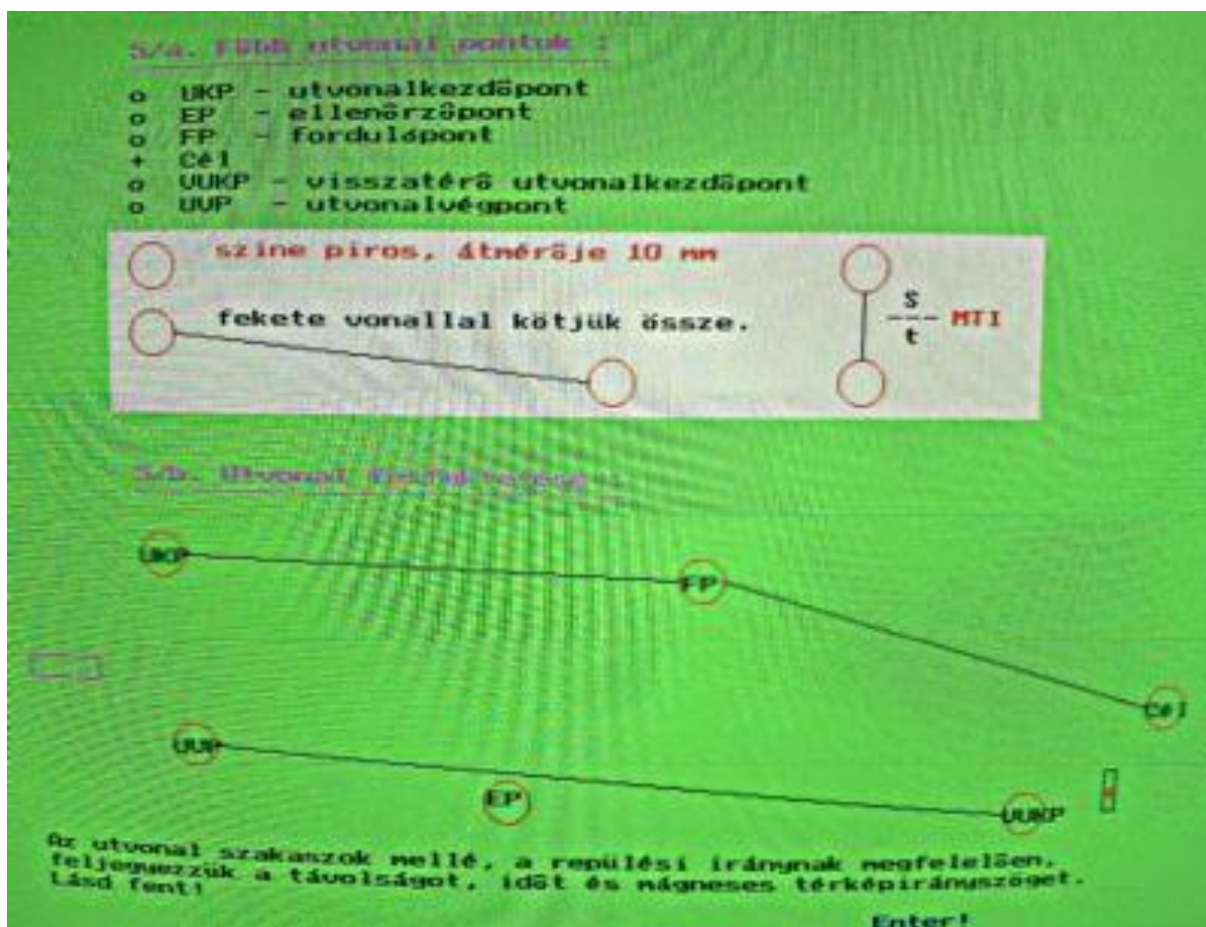 5/a. Főbb utvonal pontok :
o UKP - utvonalkezdőpont
o EP - ellenőrzőpont
o FP - fordulópont
+ Cél
o VUKP - visszatérő utvonalkezdőpont
o UVP - utvonalvégpont
szine piros, átmérője 10 mm
fekete vonallal kötjük össze.
S
--- MTI
t
5/b. Utvonal
UKP
FP
Cél
UVP
EP
VUKP
Az utvonal szakaszok mellé, a repülési iránynak megfelelően,
feljegyezzük a távolságot, időt és mágneses térképirányszöget.
Lásd fent!
Enter!